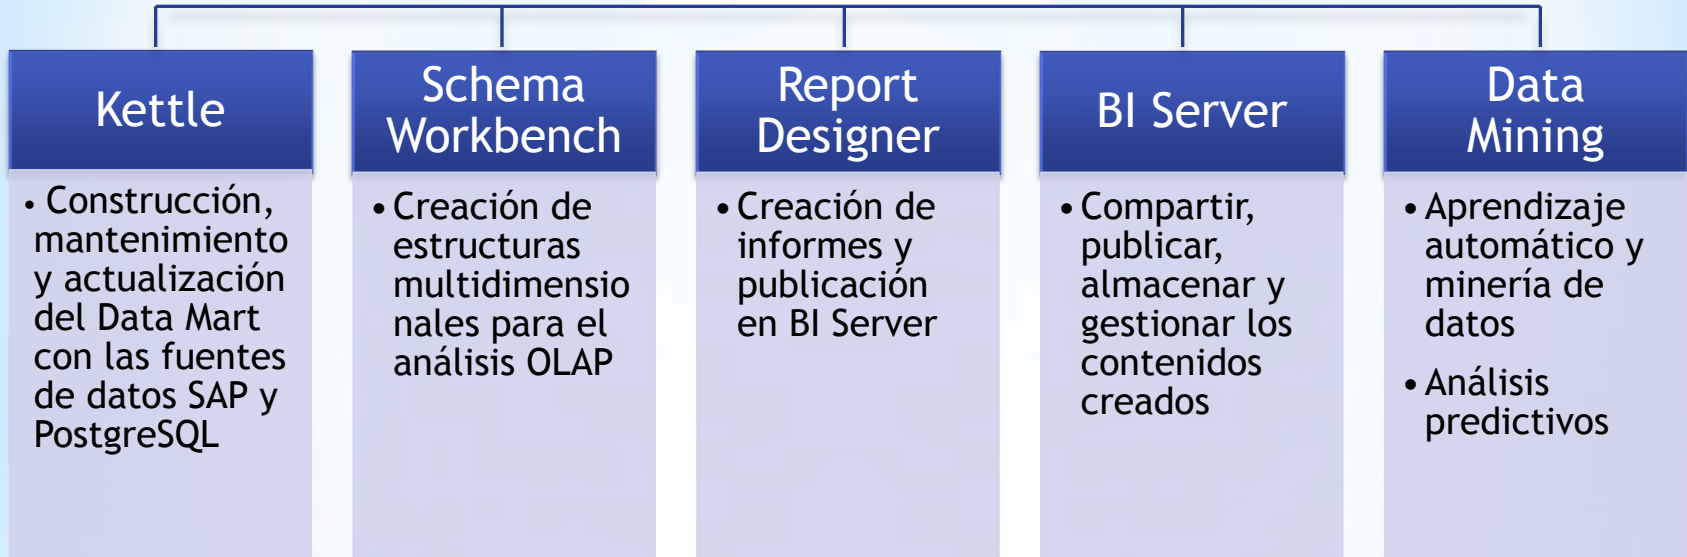 Kettle
• Construcción,
mantenimiento
y actualización
del Data Mart
con las fuentes
de datos SAP y
PostgreSQL
Schema
Workbench
• Creación de
estructuras
multidimensio
nales para el
análisis OLAP
Report
Designer
• Creación de
informes y
publicación
en BI Server
BI Server
• Compartir,
publicar,
almacenar y
gestionar los
contenidos
creados
Data
Mining
• Aprendizaje
automático y
minería de
datos
• Análisis
predictivos